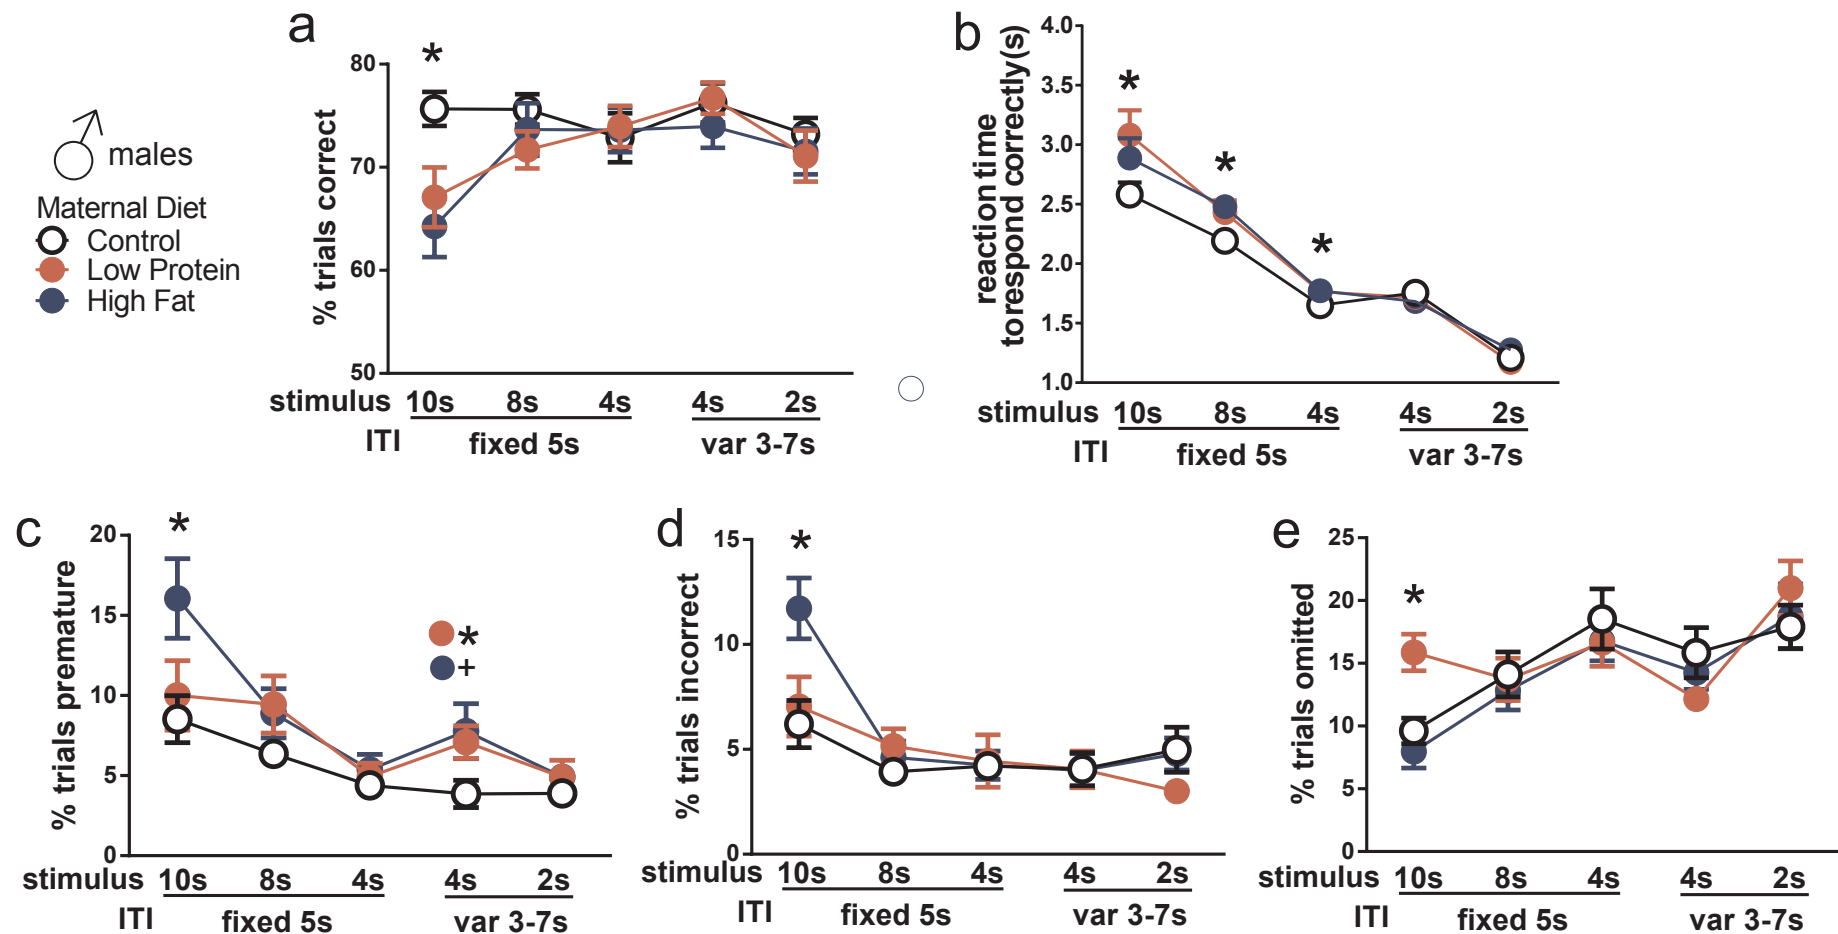 a
*
80
70
60
50
% trials correct
stimulus 10s 8s 4s 4s 2s
ITI fixed 5s var 3-7s
males
Maternal Diet
Control
Low Protein
High Fat
b
*
*
*
4.0
3.5
3.0
2.5
2.0
1.5
1.0
reaction time
torespond correctly(s)
stimulus 10s 8s 4s 4s 2s
ITI fixed 5s var 3-7s
c
*
*
+
20
15
10
5
0
% trials premature
stimulus 10s 8s 4s 4s 2s
ITI fixed 5s var 3-7s
d
*
15
10
5
0
% trials incorrect
stimulus 10s 8s 4s 4s 2s
ITI fixed 5s var 3-7s
e
*
25
20
15
10
5
0
% trials omitted
stimulus 10s 8s 4s 4s 2s
ITI fixed 5s var 3-7s